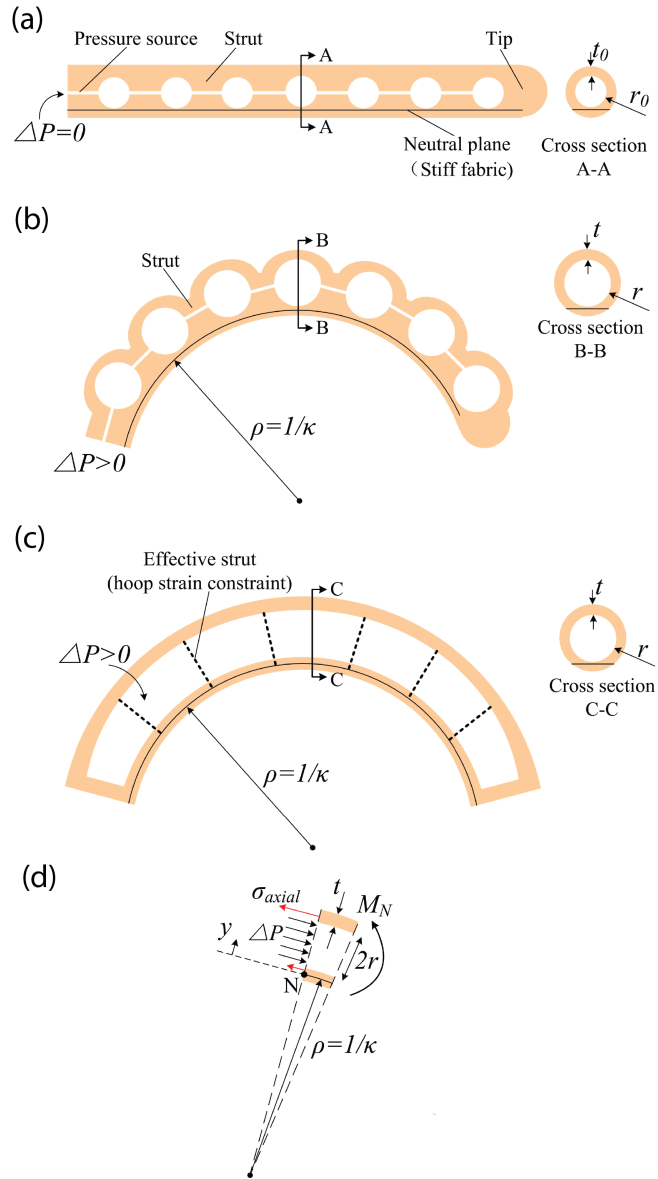 (a)
Pressure source
Strut
A
Tip
t0
r0
△P=0
A
Neutral plane
(Stiff fabric)
Cross section
A-A
(b)
Strut
B
B
t
r
Cross section
B-B
ρ=1/κ
△P>0
(c)
Effective strut
(hoop strain constraint)
C
C
t
r
△P>0
Cross section
C-C
ρ=1/κ
(d)
σaxial
t
MN
y
△P
2r
N
ρ=1/κ